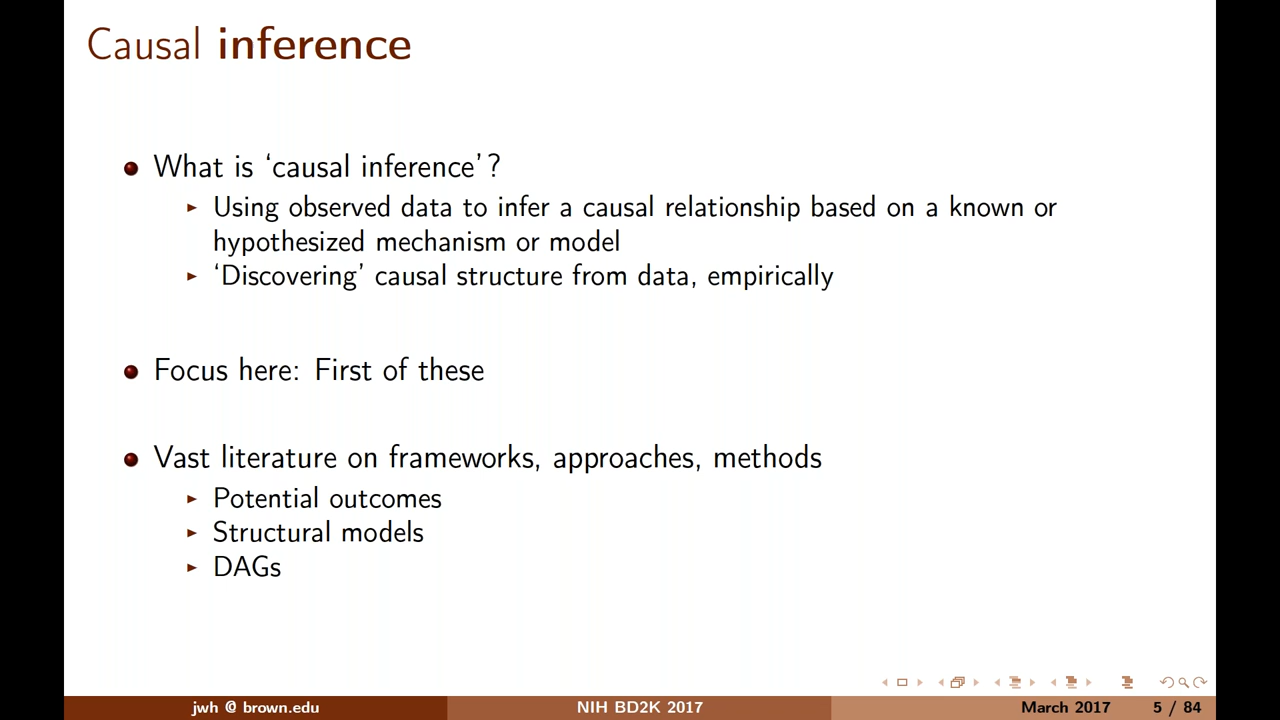 Causal inference
What is ‘causal inference’?
Using observed data to infer a causal relationship based on a known or
hypothesized mechanism or model
‘Discovering’ causal structure from data, empirically
Focus here: First of these
Vast literature on frameworks, approaches, methods
Potential outcomes
Structural models
DAGs
jwh @ brown.edu
NIH BD2K 2017
March 2017
5 / 84